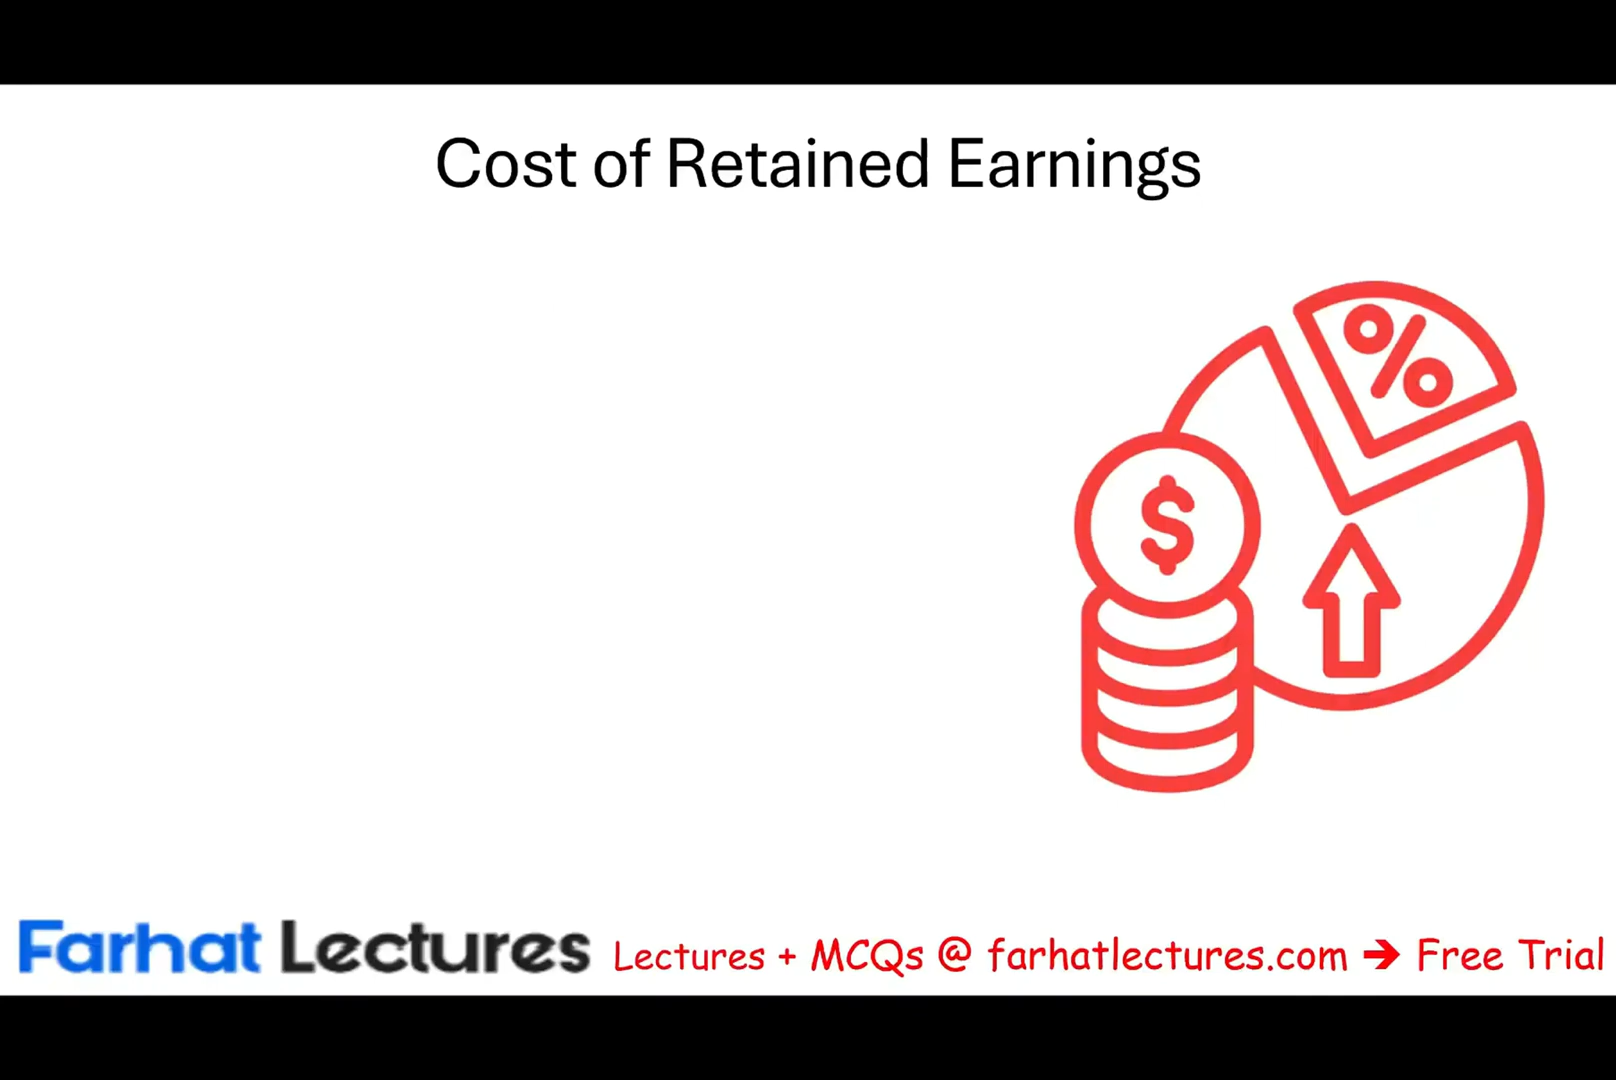 Cost of Retained Earnings
%
$
Farhat Lectures Lectures + MCQs @ farhatlectures.com ➔ Free Trial